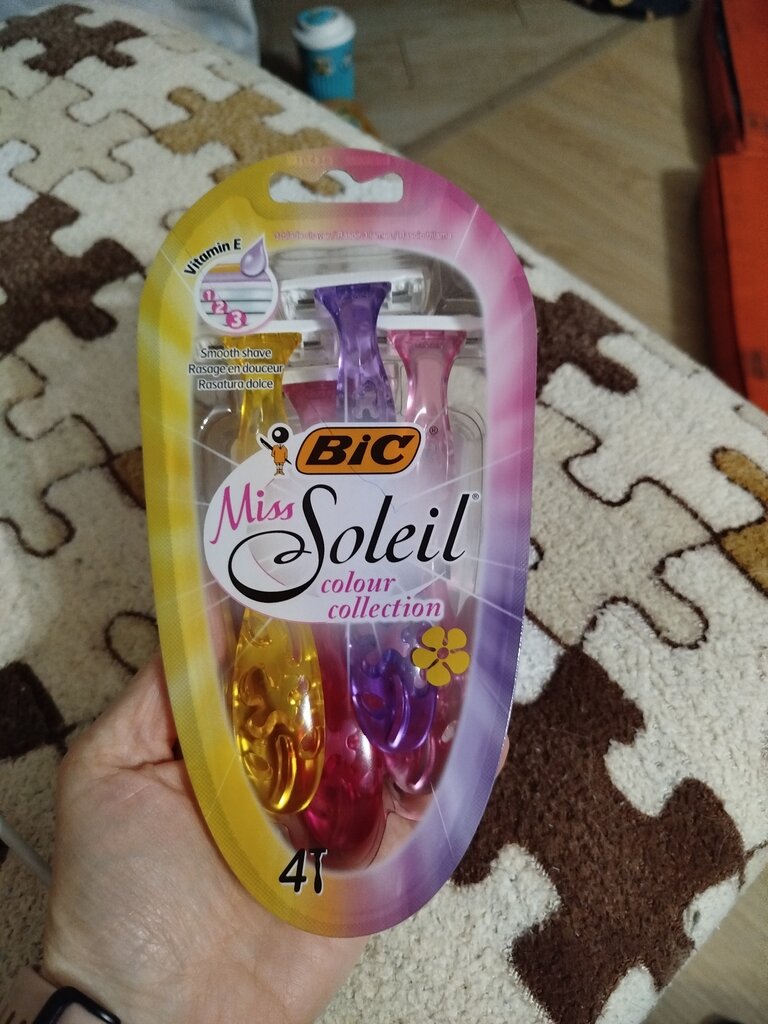 Vitamin E
1
2
3
Smooth shave
Rasage en douceur
Rasatura dolce
BiC®
Miss
Soleil®
colour
collection
4